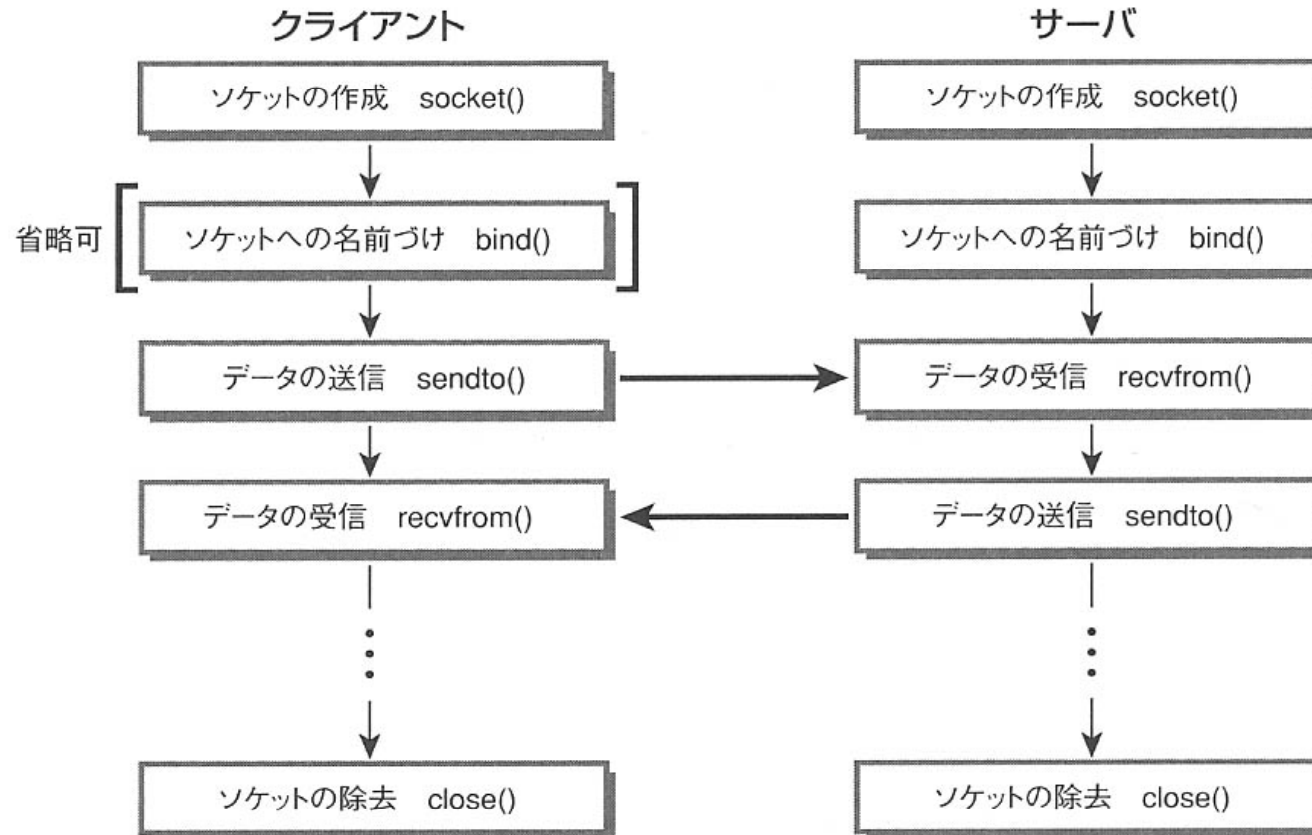 クライアント
サーバ
ソケットの作成 socket()
ソケットの作成 socket()
省略可
ソケットへの名前づけ bind()
ソケットへの名前づけ bind()
データの送信 sendto()
データの受信 recvfrom()
データの受信 recvfrom()
データの送信 sendto()
ソケットの除去 close()
ソケットの除去 close()